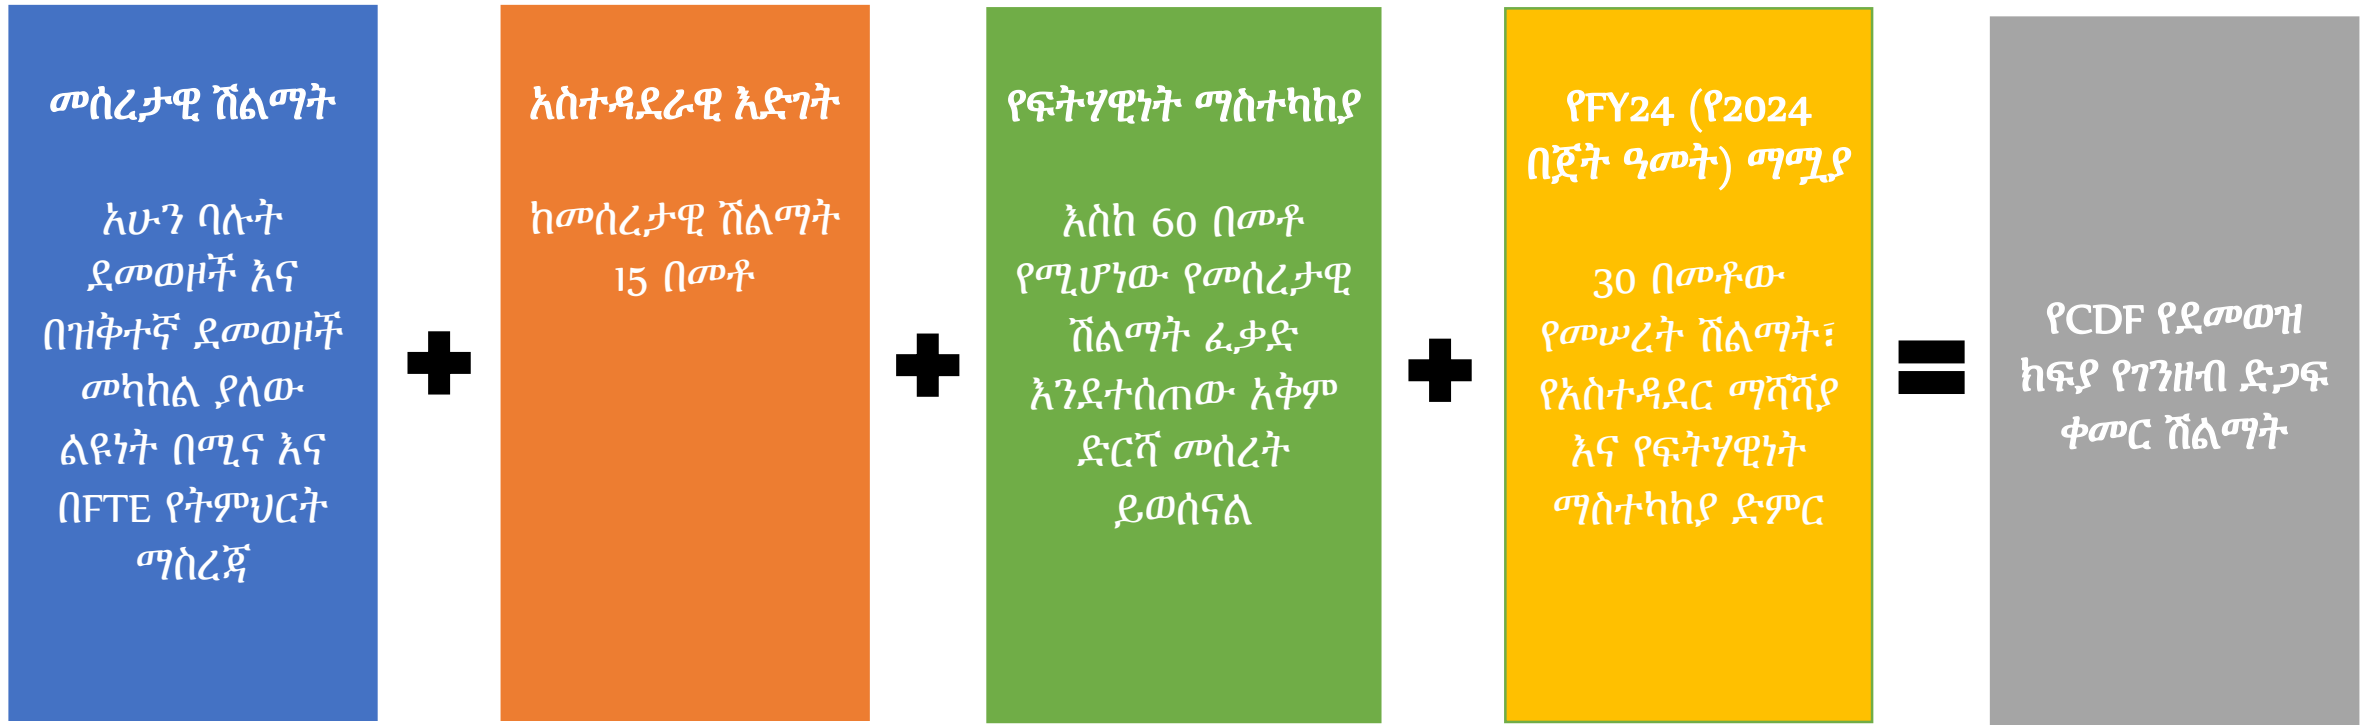 መሰረታዊ ሽልማት
አሁን ባሉት
ደመወዞች እና
በዝቅተኛ ደመወዞች
መካከል ያለው
ልዩነት በሚና እና
በFTE የትምህርት
ማስረጃ
አስተዳደራዊ እድገት
ከመሰረታዊ ሽልማት
15 በመቶ
የፍትሃዊነት ማስተካከያ
እስከ 60 በመቶ
የሚሆነው የመሰረታዊ
ሽልማት ፈቃድ
እንደተሰጠው አቅም
ድርሻ መሰረት
ይወሰናል
የFY24 (የ2024
በጀት ዓመት) ማሟያ
30 በመቶው
የመሠረት ሽልማት፣
የአስተዳደር ማሻሻያ
እና የፍትሃዊነት
ማስተካከያ ድምር
የCDF የደመወዝ
ክፍያ የገንዘብ ድጋፍ
ቀመር ሽልማት